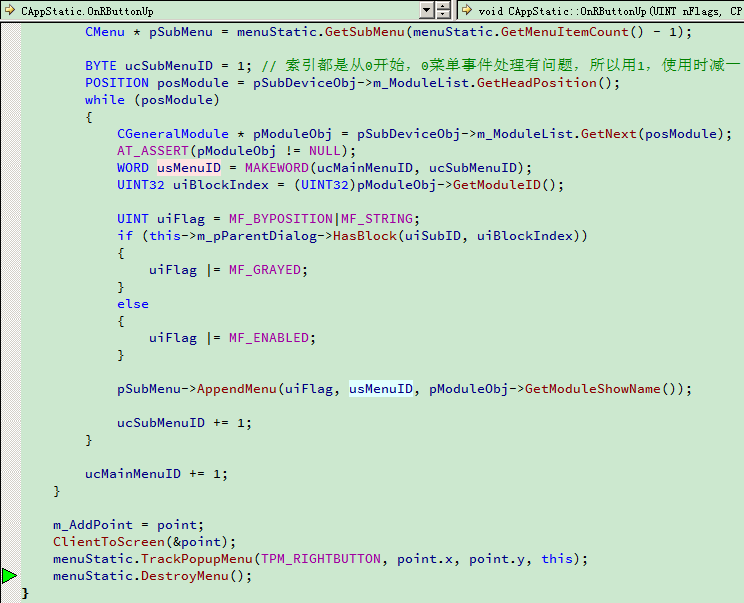 CAppStatic.OnRButtonUp
void CAppStatic::OnRButtonUp(UINT nFlags, CP
CMenu * pSubMenu = menuStatic.GetSubMenu(menuStatic.GetMenuItemCount() - 1);
BYTE ucSubMenuID = 1; // 索引都是从0开始，0菜单事件处理有问题，所以用1，使用时减一
POSITION posModule = pSubDeviceObj->m_ModuleList.GetHeadPosition();
while (posModule)
{
CGeneralModule * pModuleObj = pSubDeviceObj->m_ModuleList.GetNext(posModule);
AT_ASSERT(pModuleObj != NULL);
WORD usMenuID = MAKEWORD(ucMainMenuID, ucSubMenuID);
UINT32 uiBlockIndex = (UINT32)pModuleObj->GetModuleID();
UINT uiFlag = MF_BYPOSITION|MF_STRING;
if (this->m_pParentDialog->HasBlock(uiSubID, uiBlockIndex))
{
uiFlag |= MF_GRAYED;
}
else
{
uiFlag |= MF_ENABLED;
}
pSubMenu->AppendMenu(uiFlag, usMenuID, pModuleObj->GetModuleShowName());
ucSubMenuID += 1;
}
ucMainMenuID += 1;
}
m_AddPoint = point;
ClientToScreen(&point);
menuStatic.TrackPopupMenu(TPM_RIGHTBUTTON, point.x, point.y, this);
menuStatic.DestroyMenu();
}